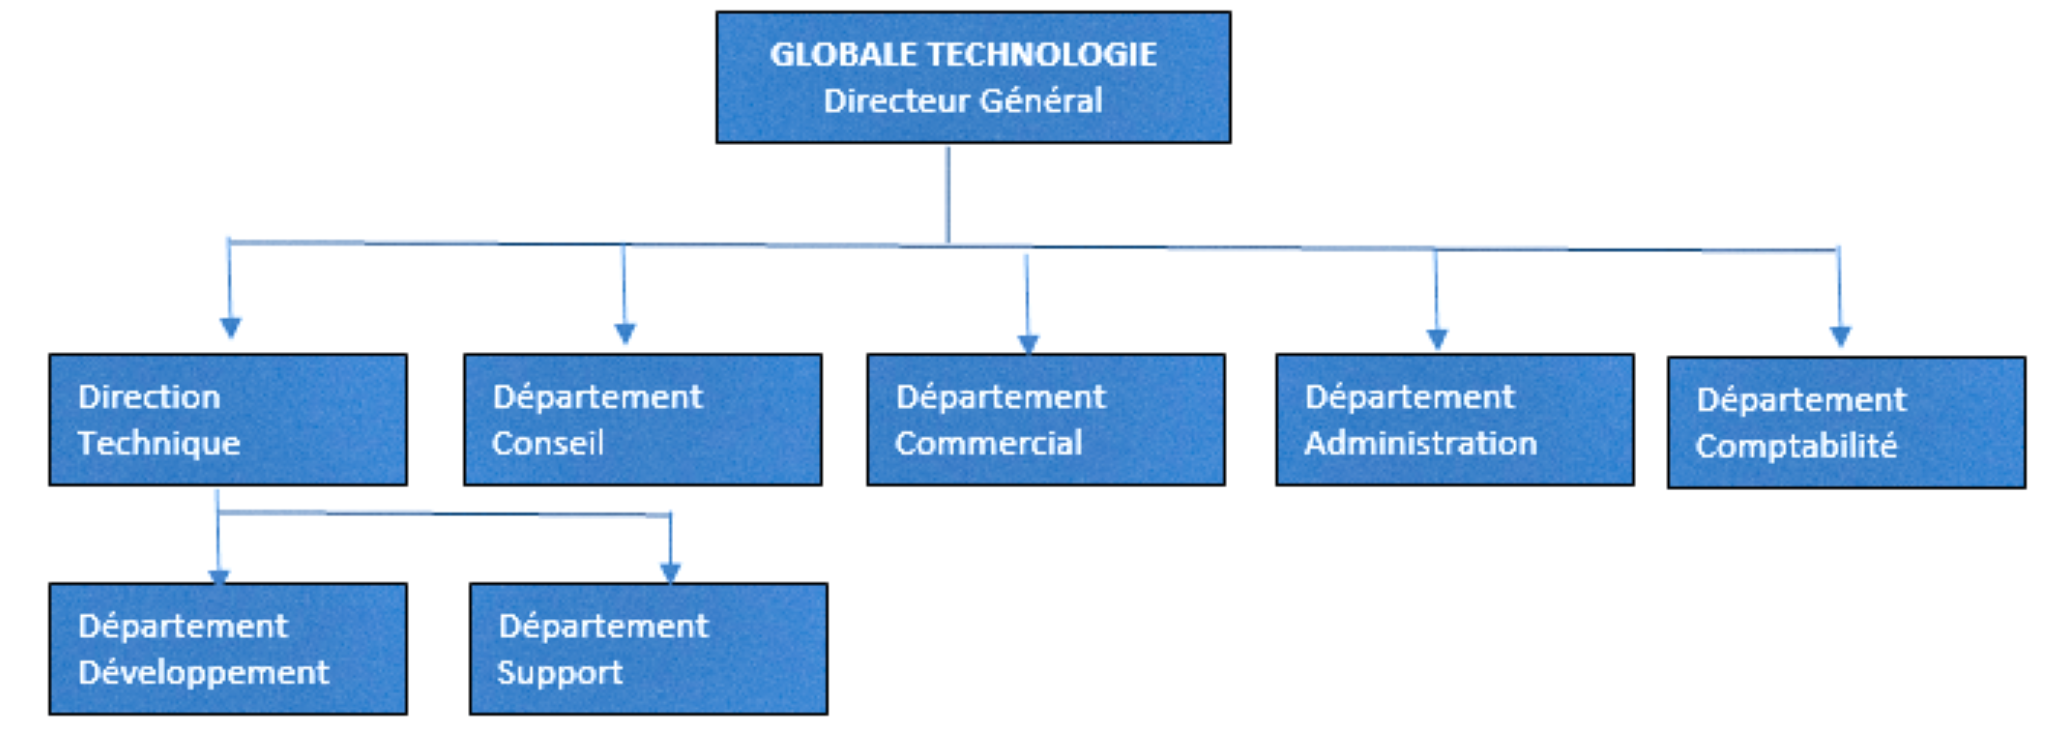 GLOBALE TECHNOLOGIE
Directeur Général
Direction
Technique
Département
Conseil
Département
Commercial
Département
Administration
Département
Comptabilité
Département
Développement
Département
Support